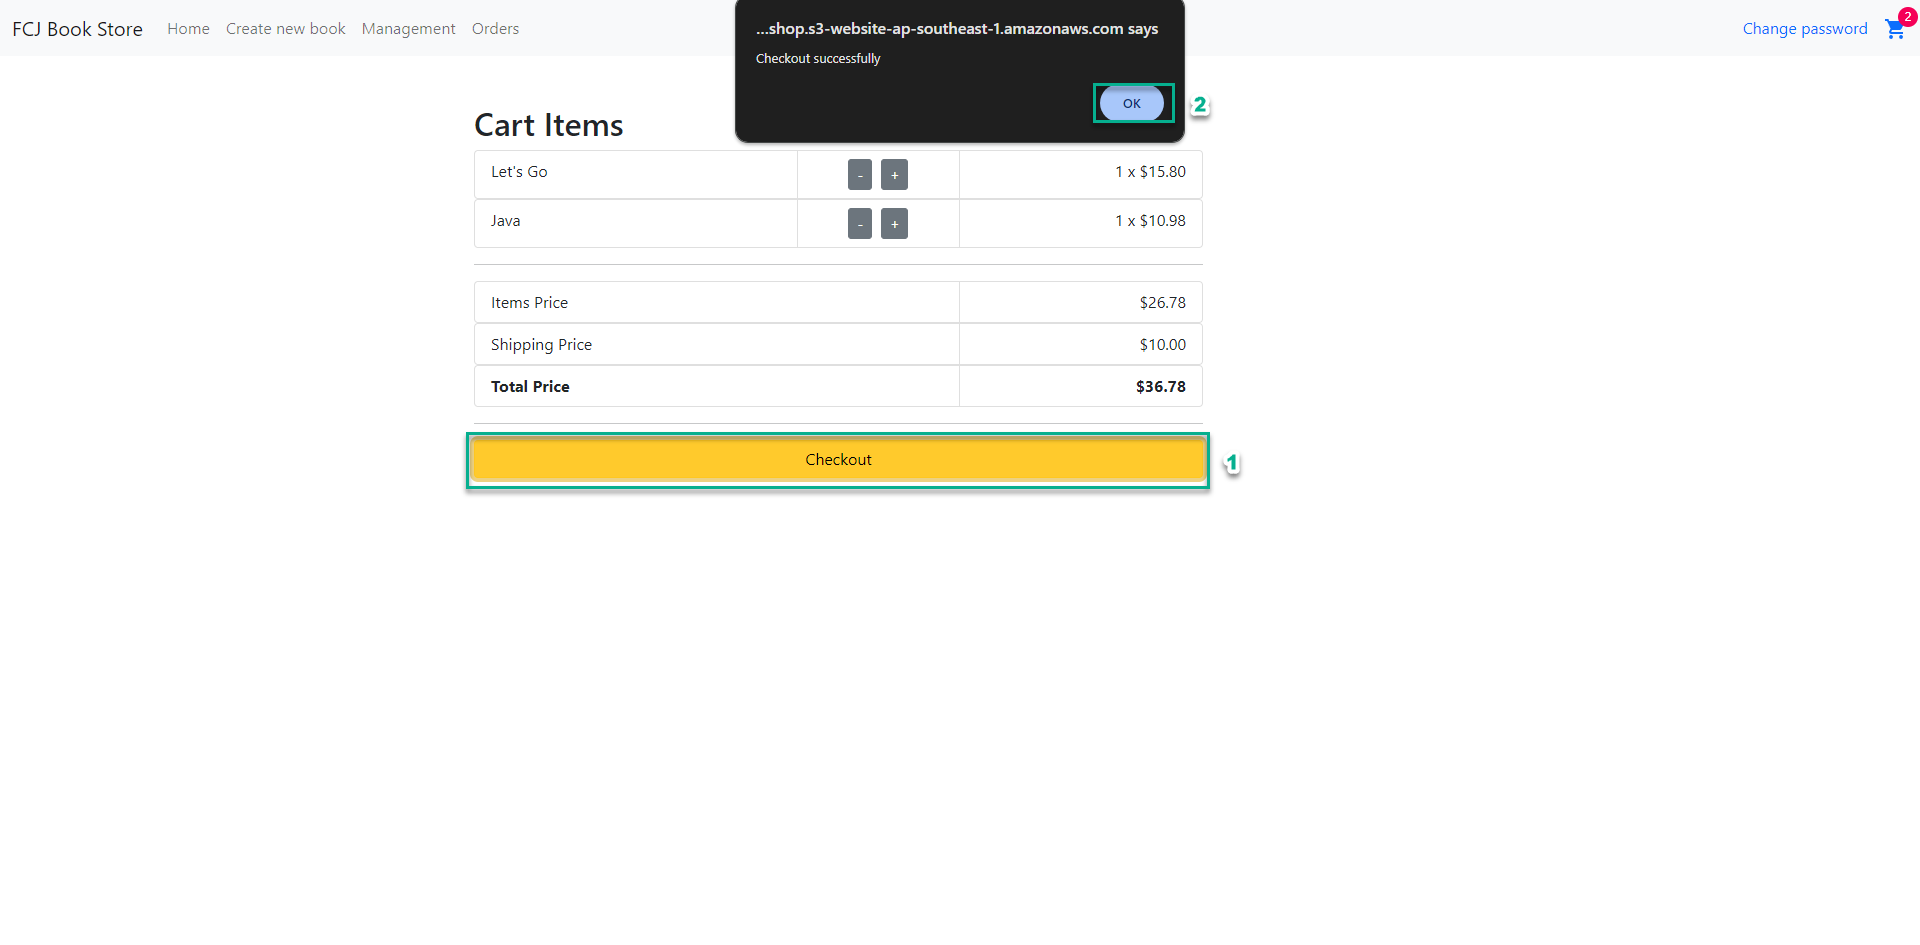 FCJ Book Store Home Create new book Management Orders
Change password 2
...shop.s3-website-ap-southeast-1.amazonaws.com says
Checkout successfully
OK 2
Cart Items
Let's Go - + 1 x $15.80
Java - + 1 x $10.98
Items Price $26.78
Shipping Price $10.00
Total Price $36.78
Checkout 1